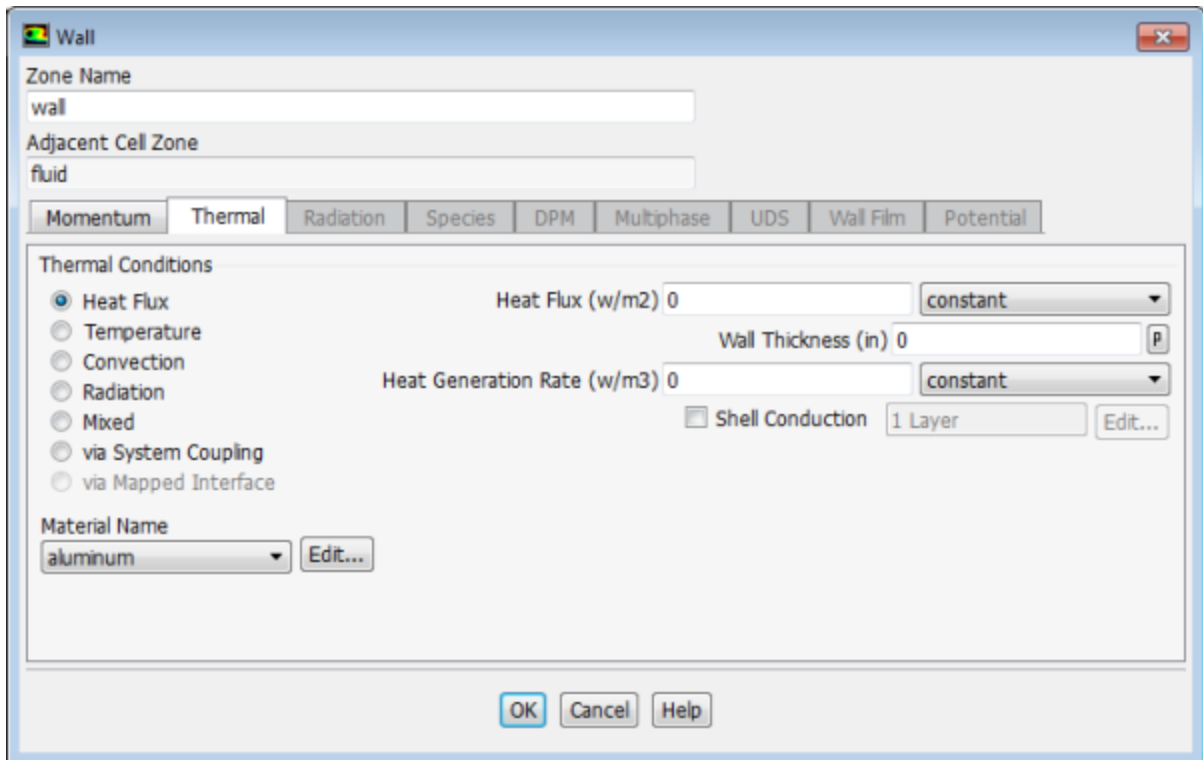 Wall
Zone Name
wall
Adjacent Cell Zone
fluid
Momentum Thermal Radiation Species DPM Multiphase UDS Wall Film Potential
Thermal Conditions
Heat Flux
Temperature
Convection
Radiation
Mixed
via System Coupling
via Mapped Interface
Heat Flux (w/m2) 0 constant
Wall Thickness (in) 0 P
Heat Generation Rate (w/m3) 0 constant
Shell Conduction 1 Layer Edit...
Material Name
aluminum Edit...
OK Cancel Help